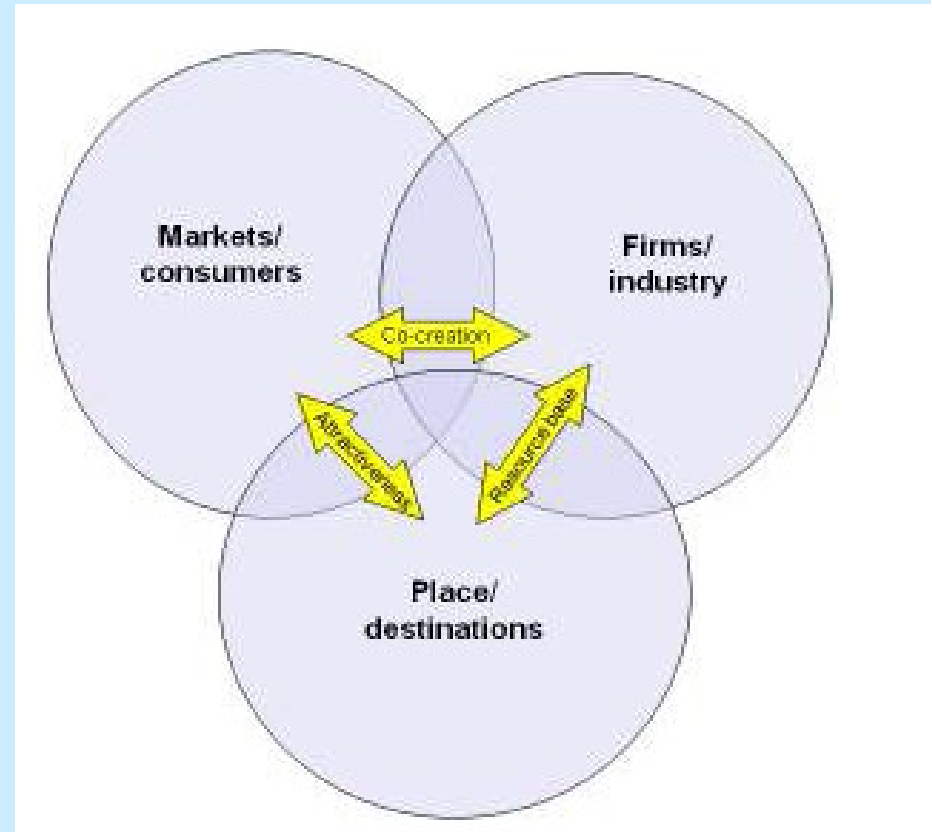 Markets/
consumers
Firms/
industry
Co-creation
Attractiveness
Resource base
Place/
destinations